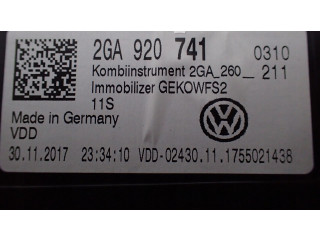 2GA 920 741 0310
Kombiinstrument 2GA_260__ 211
Immobilizer GEKOWFS2
11S
Made in Germany
VDD
30.11.2017 23:34:10 VDD-02430.11.1755021438